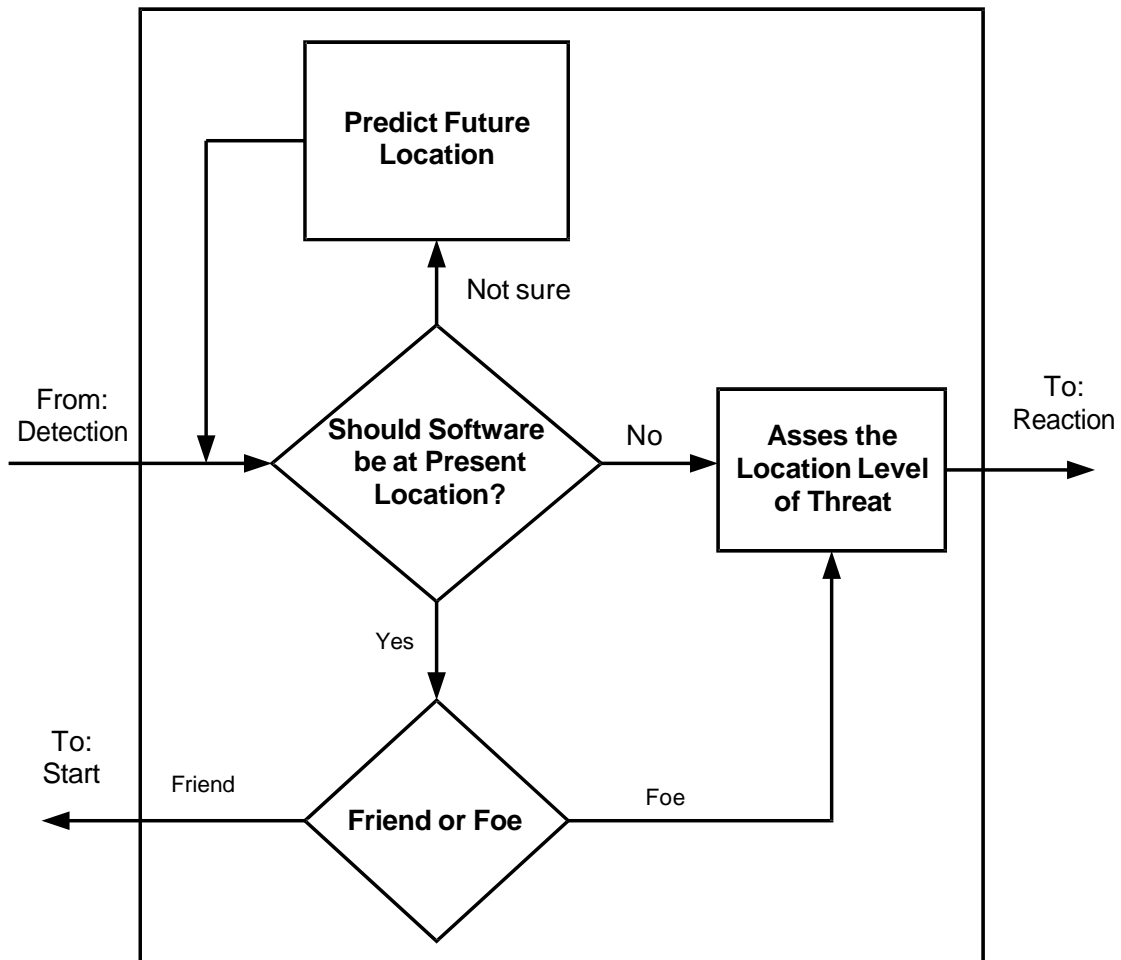 Predict Future
Location
Not sure
From:
Detection
Should Software
be at Present
Location?
No
Asses the
Location Level
of Threat
To:
Reaction
Yes
To:
Start
Friend
Friend or Foe
Foe